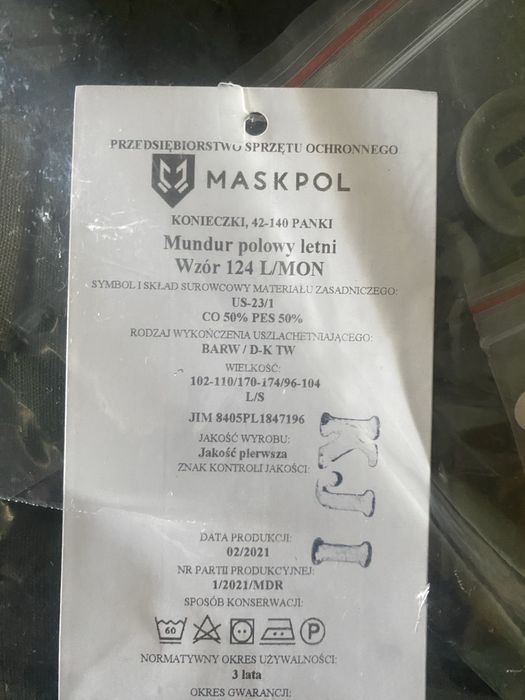 PRZEDSIĘBIORSTWO SPRZĘTU OCHRONNEGO
MASKPOL
KONIECZKI, 42-140 PANKI
Mundur polowy letni
Wzór 124 L/MON
SYMBOL I SKŁAD SUROWCOWY MATERIAŁU ZASADNICZEGO:
US-23/1
CO 50% PES 50%
RODZAJ WYKOŃCZENIA USZLACHETNIAJĄCEGO:
BARW / D-K TW
WIELKOŚĆ:
102-110/170-174/96-104
L/S
JIM 8405PL1847196
JAKOŚĆ WYROBU:
Jakość pierwsza
ZNAK KONTROLI JAKOŚCI:
KJ I
DATA PRODUKCJI:
02/2021
NR PARTII PRODUKCYJNEJ:
1/2021/MDR
SPOSÓB KONSERWACJI:
60 P
NORMATYWNY OKRES UŻYWALNOŚCI:
3 lata
OKRES GWARANCJI: